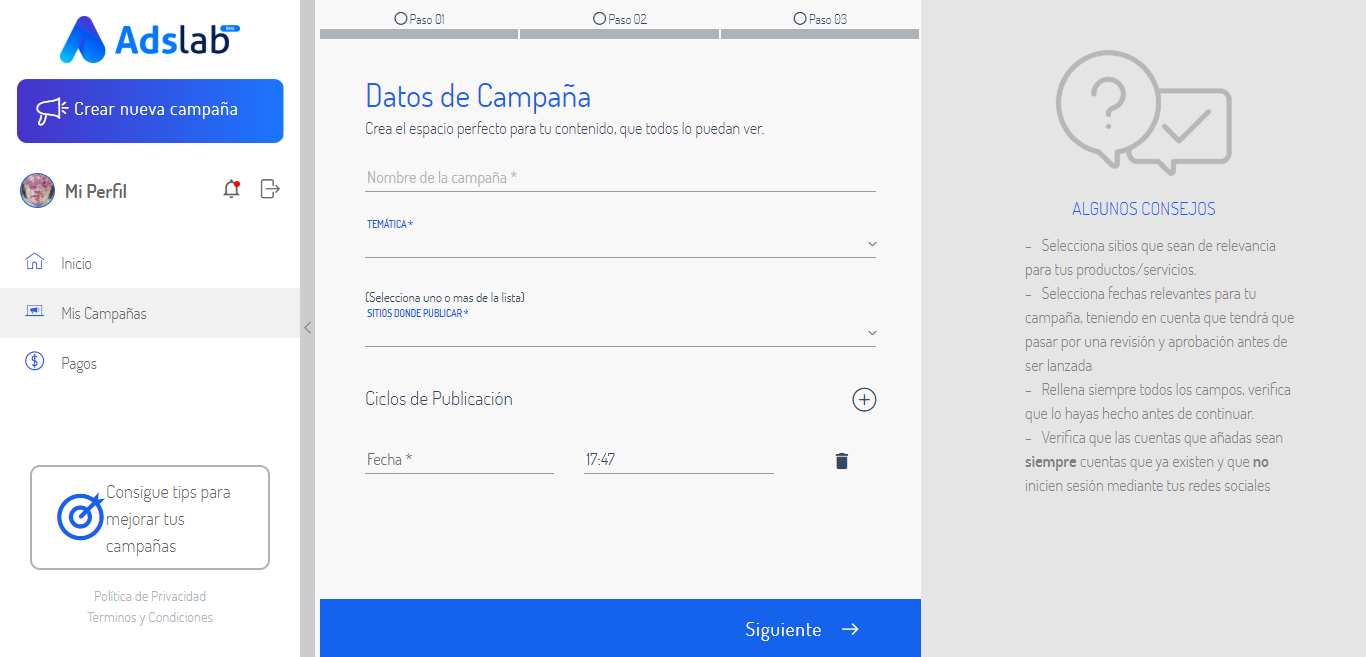 Adslab Beta
Crear nueva campaña
Mi Perfil
Inicio
Mis Campañas
Pagos
Consigue tips para
mejorar tus
campañas
Política de Privacidad
Terminos y Condiciones
Paso 01
Paso 02
Paso 03
Datos de Campaña
Crea el espacio perfecto para tu contenido, que todos lo puedan ver.
Nombre de la campaña *
TEMÁTICA *
(Selecciona uno o mas de la lista)
SITIOS DONDE PUBLICAR *
Ciclos de Publicación
Fecha *
17:47
Siguiente
ALGUNOS CONSEJOS
- Selecciona sitios que sean de relevancia
para tus productos/servicios.
- Selecciona fechas relevantes para tu
campaña, teniendo en cuenta que tendrá que
pasar por una revisión y aprobación antes de
ser lanzada
- Rellena siempre todos los campos, verifica
que lo hayas hecho antes de continuar.
- Verifica que las cuentas que añadas sean
siempre cuentas que ya existen y que no
inicien sesión mediante tus redes sociales